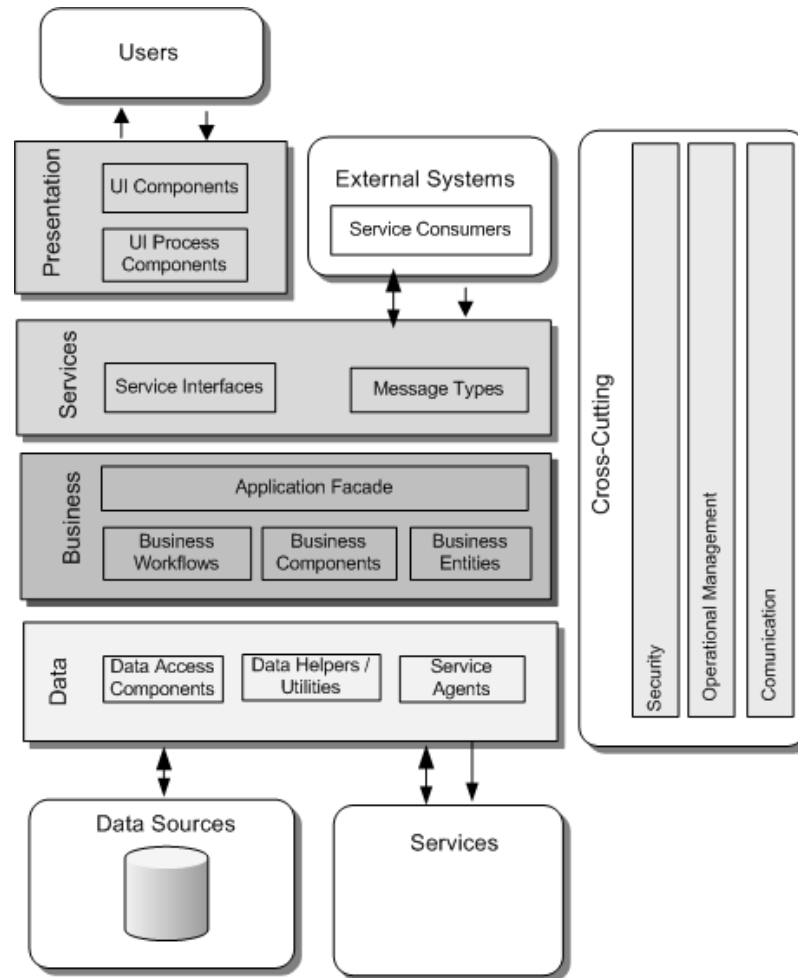 Users
Presentation
UI Components
UI Process
Components
External Systems
Service Consumers
Services
Service Interfaces
Message Types
Business
Application Facade
Business
Workflows
Business
Components
Business
Entities
Data
Data Access
Components
Data Helpers /
Utilities
Service
Agents
Data Sources
Services
Cross-Cutting
Security
Operational Management
Comunication